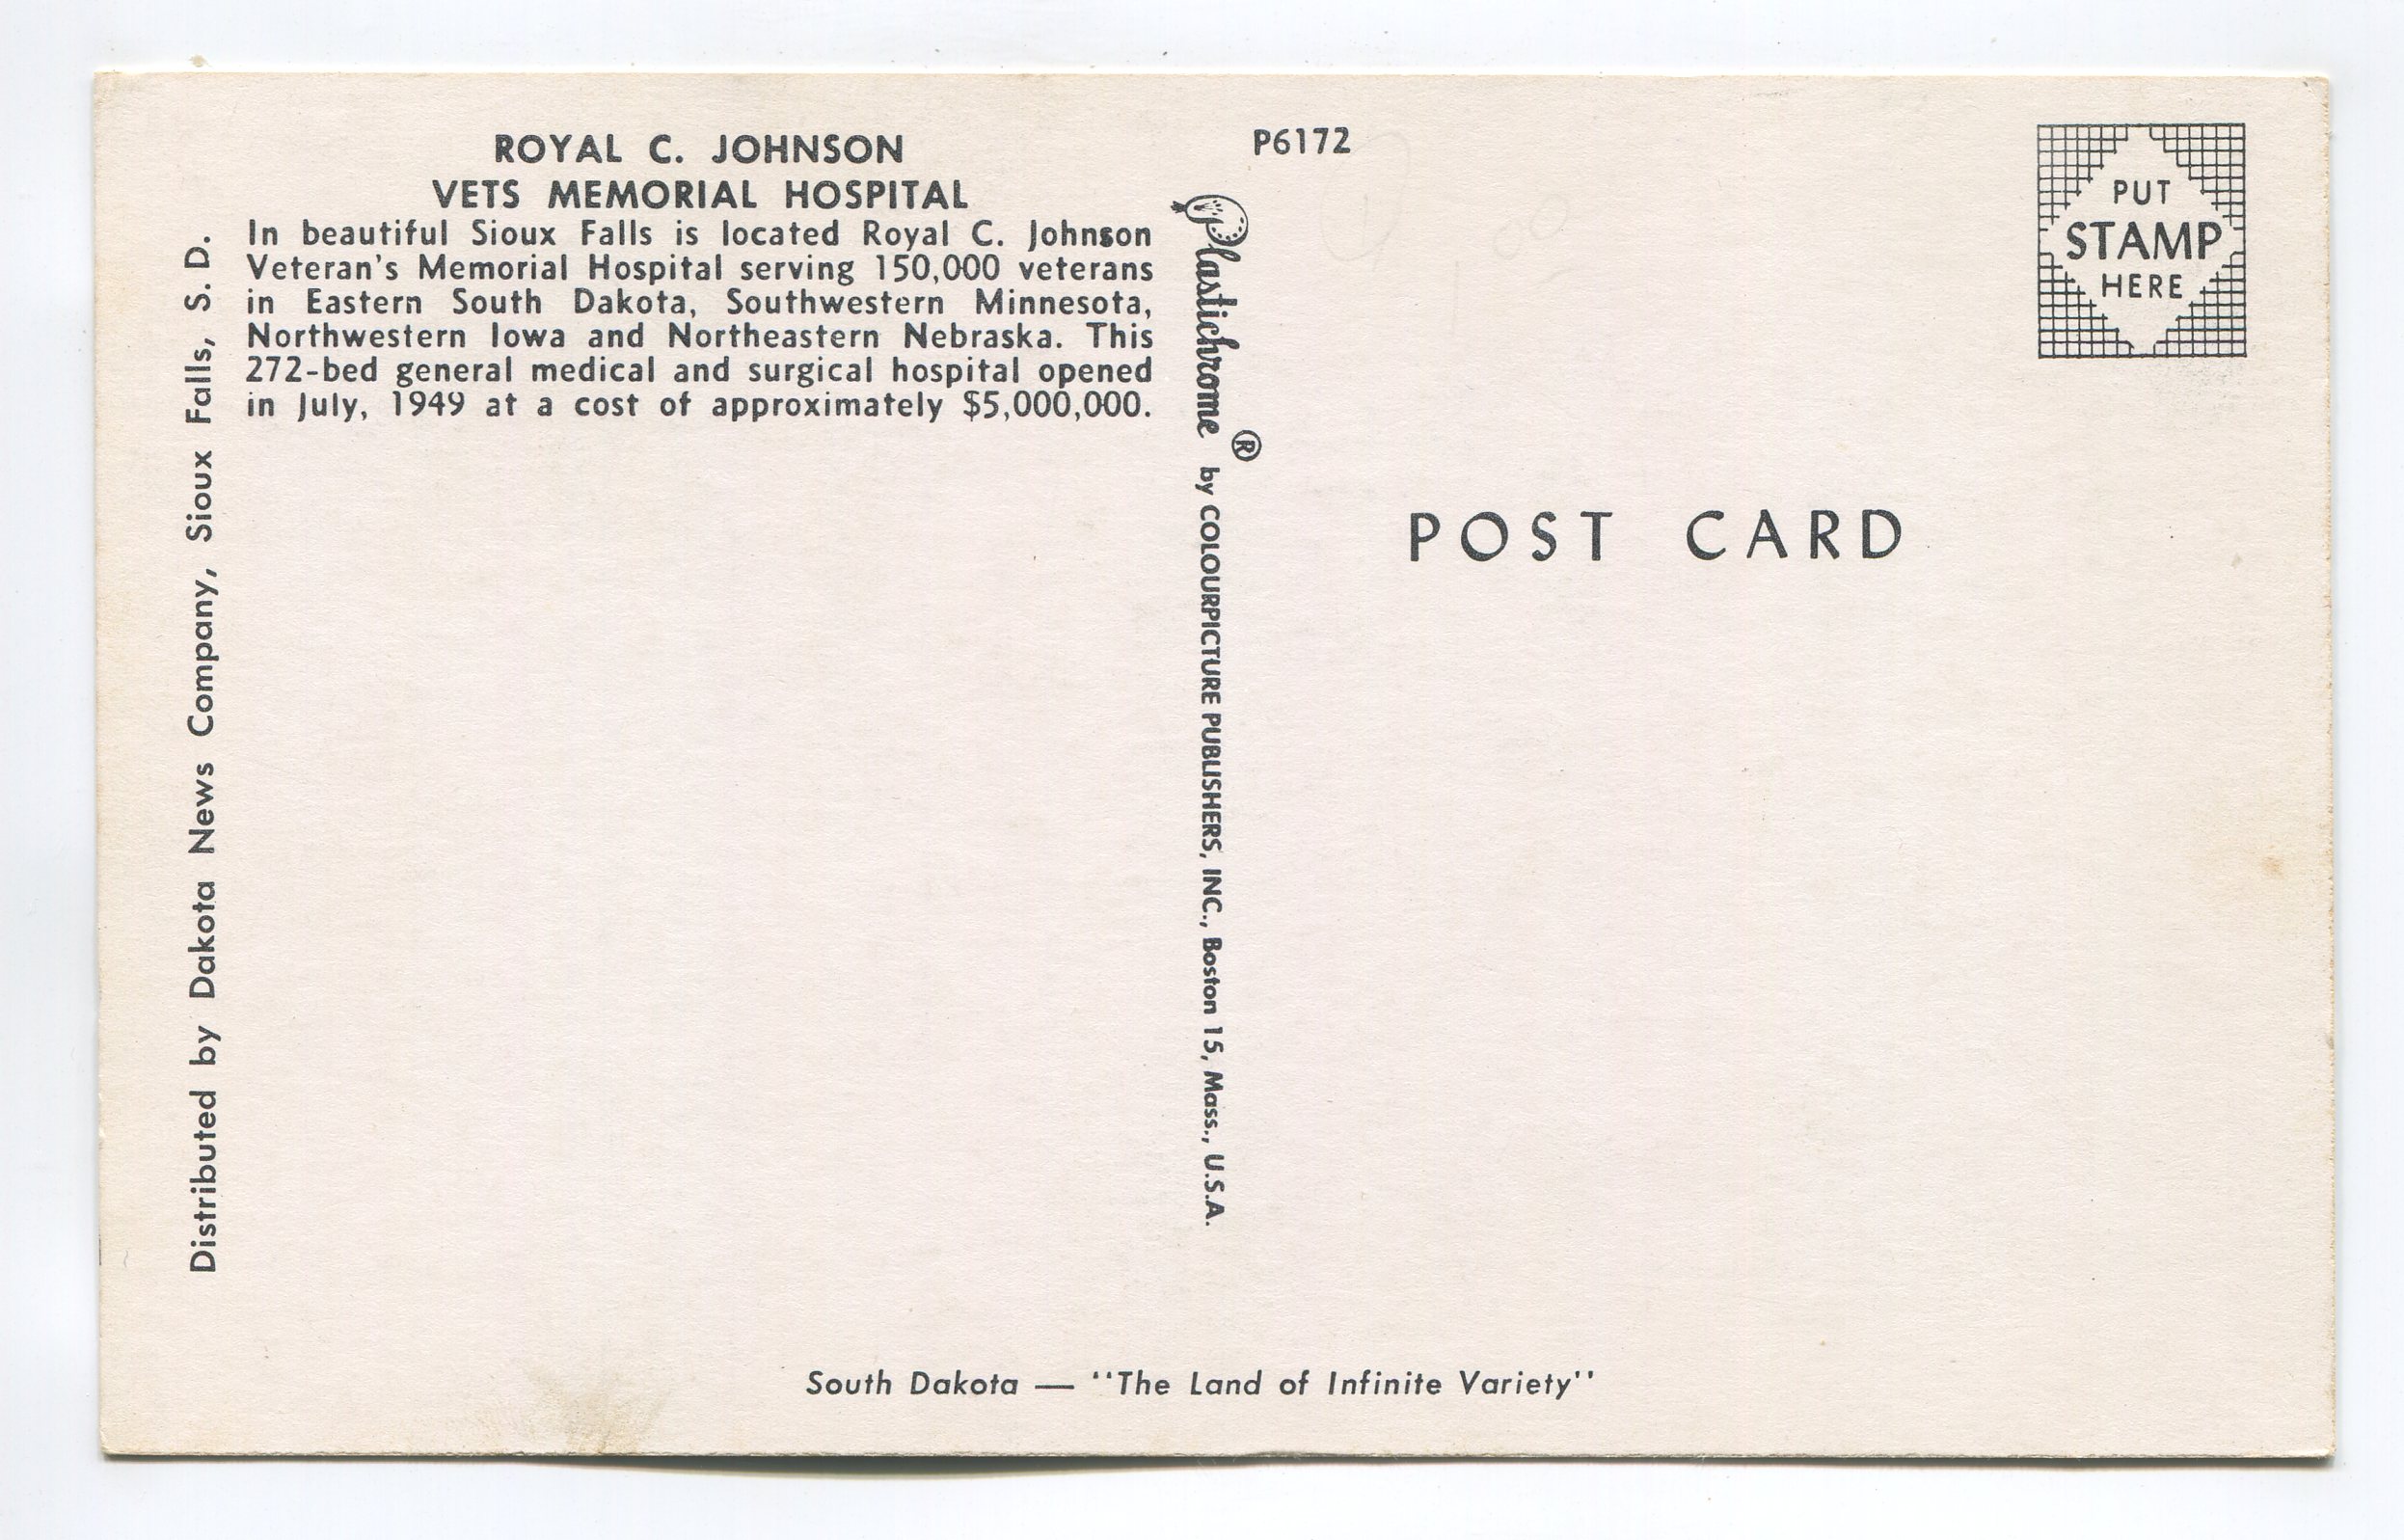 ROYAL C. JOHNSON
VETS MEMORIAL HOSPITAL
In beautiful Sioux Falls is located Royal C. Johnson
Veteran's Memorial Hospital serving 150,000 veterans
in Eastern South Dakota, Southwestern Minnesota,
Northwestern Iowa and Northeastern Nebraska. This
272-bed general medical and surgical hospital opened
in July, 1949 at a cost of approximately $5,000,000.
Distributed by Dakota News Company, Sioux Falls, S. D.
Plastichrome ® by COLOURPICTURE PUBLISHERS, INC., Boston 15, Mass., U.S.A.
P6172
PUT
STAMP
HERE
POST CARD
South Dakota — "The Land of Infinite Variety"